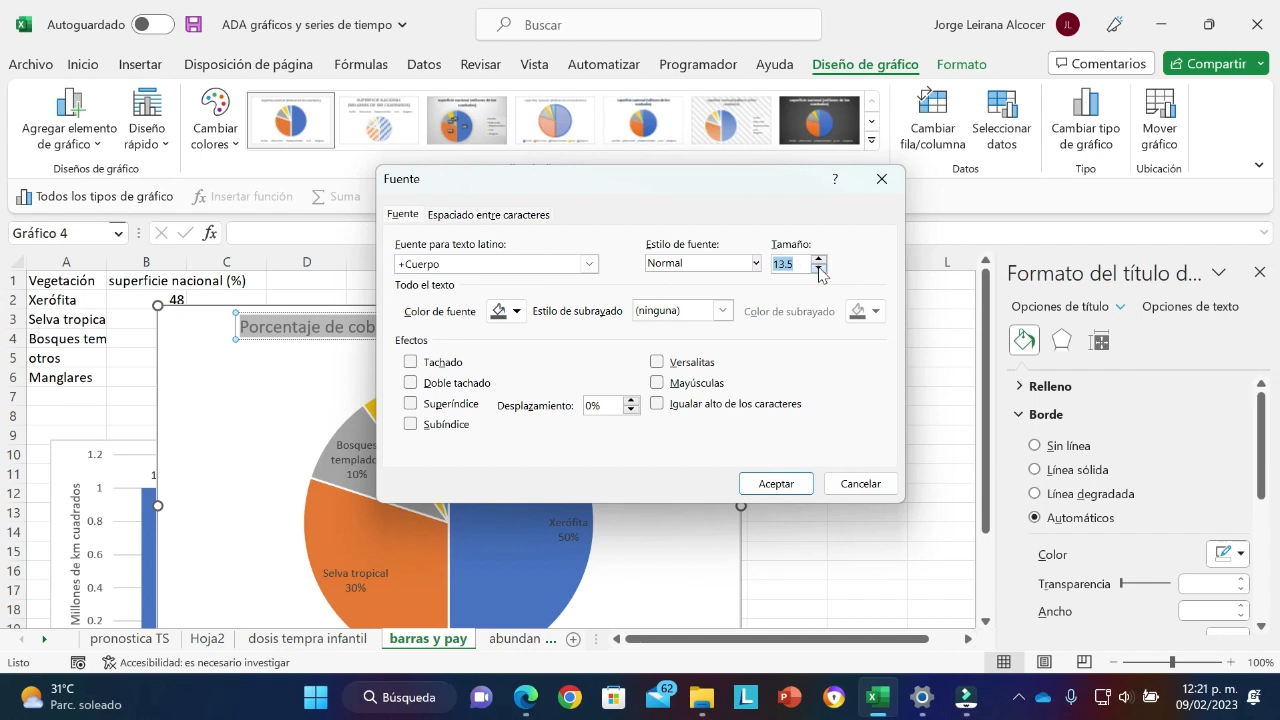 Autoguardado
ADA gráficos y series de tiempo
Buscar
Jorge Leirana Alcocer
JL
Archivo Inicio Insertar Disposición de página Fórmulas Datos Revisar Vista Automatizar Programador Ayuda Diseño de gráfico Formato
Comentarios
Compartir
Agregar elemento de gráfico
Diseño
Cambiar colores
Cambiar fila/columna
Seleccionar datos
Cambiar tipo de gráfico
Mover gráfico
Diseños de gráfico
Datos
Tipo
Ubicación
Todos los tipos de gráfico
Insertar función
Suma
Gráfico 4
Fuente
Fuente Espaciado entre caracteres
Fuente para texto latino:
Estilo de fuente:
Tamaño:
+Cuerpo
Normal
13.5
Todo el texto
Color de fuente
Estilo de subrayado
(ninguna)
Color de subrayado
Efectos
Tachado
Doble tachado
Superíndice
Subíndice
Desplazamiento:
0%
Versalitas
Mayúsculas
Igualar alto de los caracteres
Aceptar
Cancelar
A B C D L
1 Vegetación superficie nacional (%)
2 Xerófita 48
3 Selva tropica
4 Bosques tem
5 otros
6 Manglares
7
8
9
10
11
12
13
14
15
16
17
18
Porcentaje de cob
Bosques
templado
10%
Selva tropical
30%
Xerófita
50%
1.2
1
0.8
0.6
0.4
0.2
1
Millones de km cuadrados
Formato del título d...
Opciones de título
Opciones de texto
Relleno
Borde
Sin línea
Línea sólida
Línea degradada
Automáticos
Color
Transparencia
Ancho
pronostica TS Hoja2 dosis tempra infantil barras y pay abundan ...
Listo
Accesibilidad: es necesario investigar
100%
31°C
Parc. soleado
Búsqueda
62
12:21 p. m.
09/02/2023